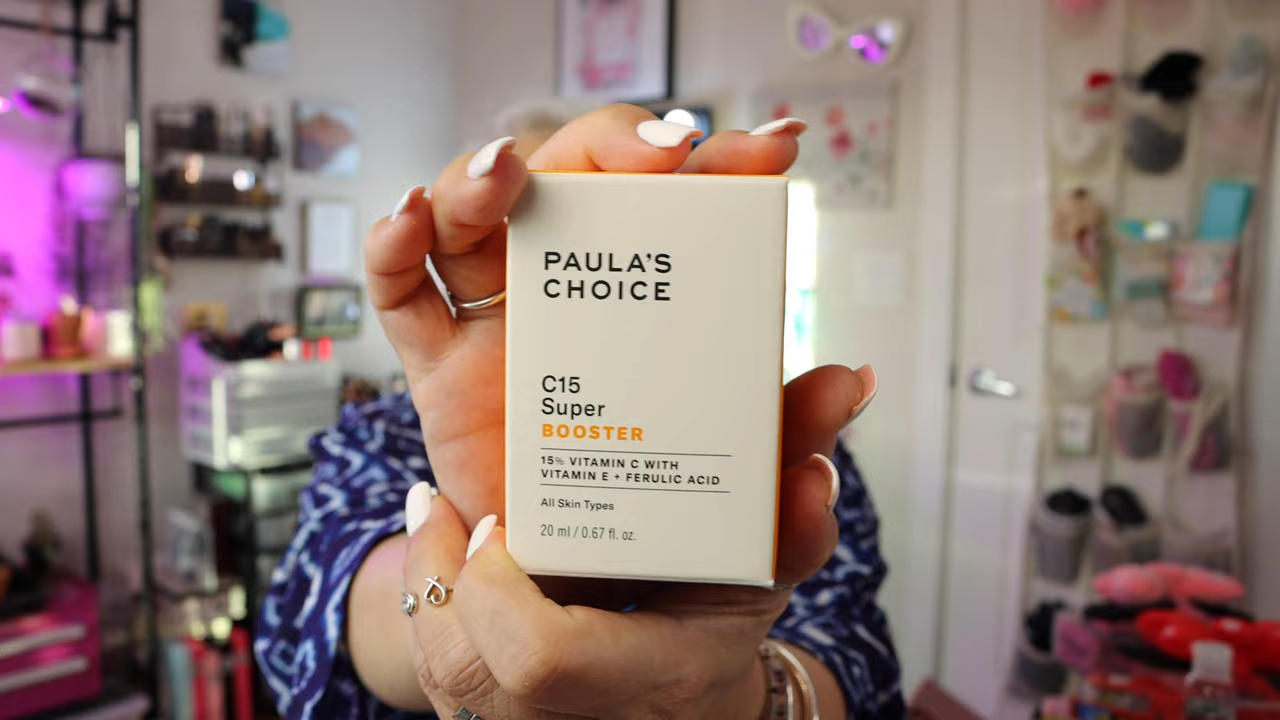 PAULA'S
CHOICE
C15
Super
BOOSTER
15% VITAMIN C WITH
VITAMIN E + FERULIC ACID
All Skin Types
20 ml / 0.67 fl. oz.